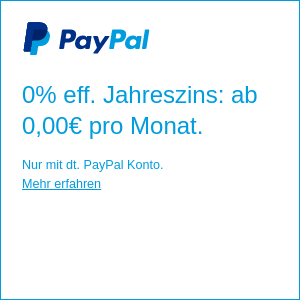 PayPal
0% eff. Jahreszins: ab
0,00€ pro Monat.
Nur mit dt. PayPal Konto.
Mehr erfahren